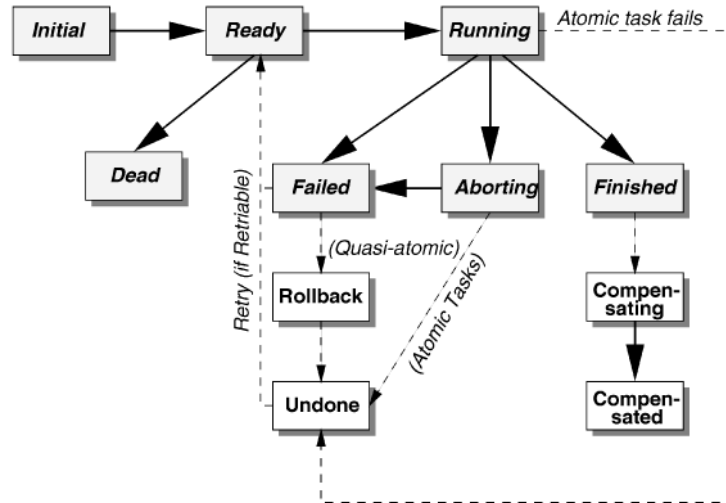 Initial
Ready
Running
Atomic task fails
Dead
Failed
Aborting
Finished
Retry (if Retriable)
(Quasi-atomic)
(Atomic Tasks)
Rollback
Compen-
sating
Undone
Compen-
sated